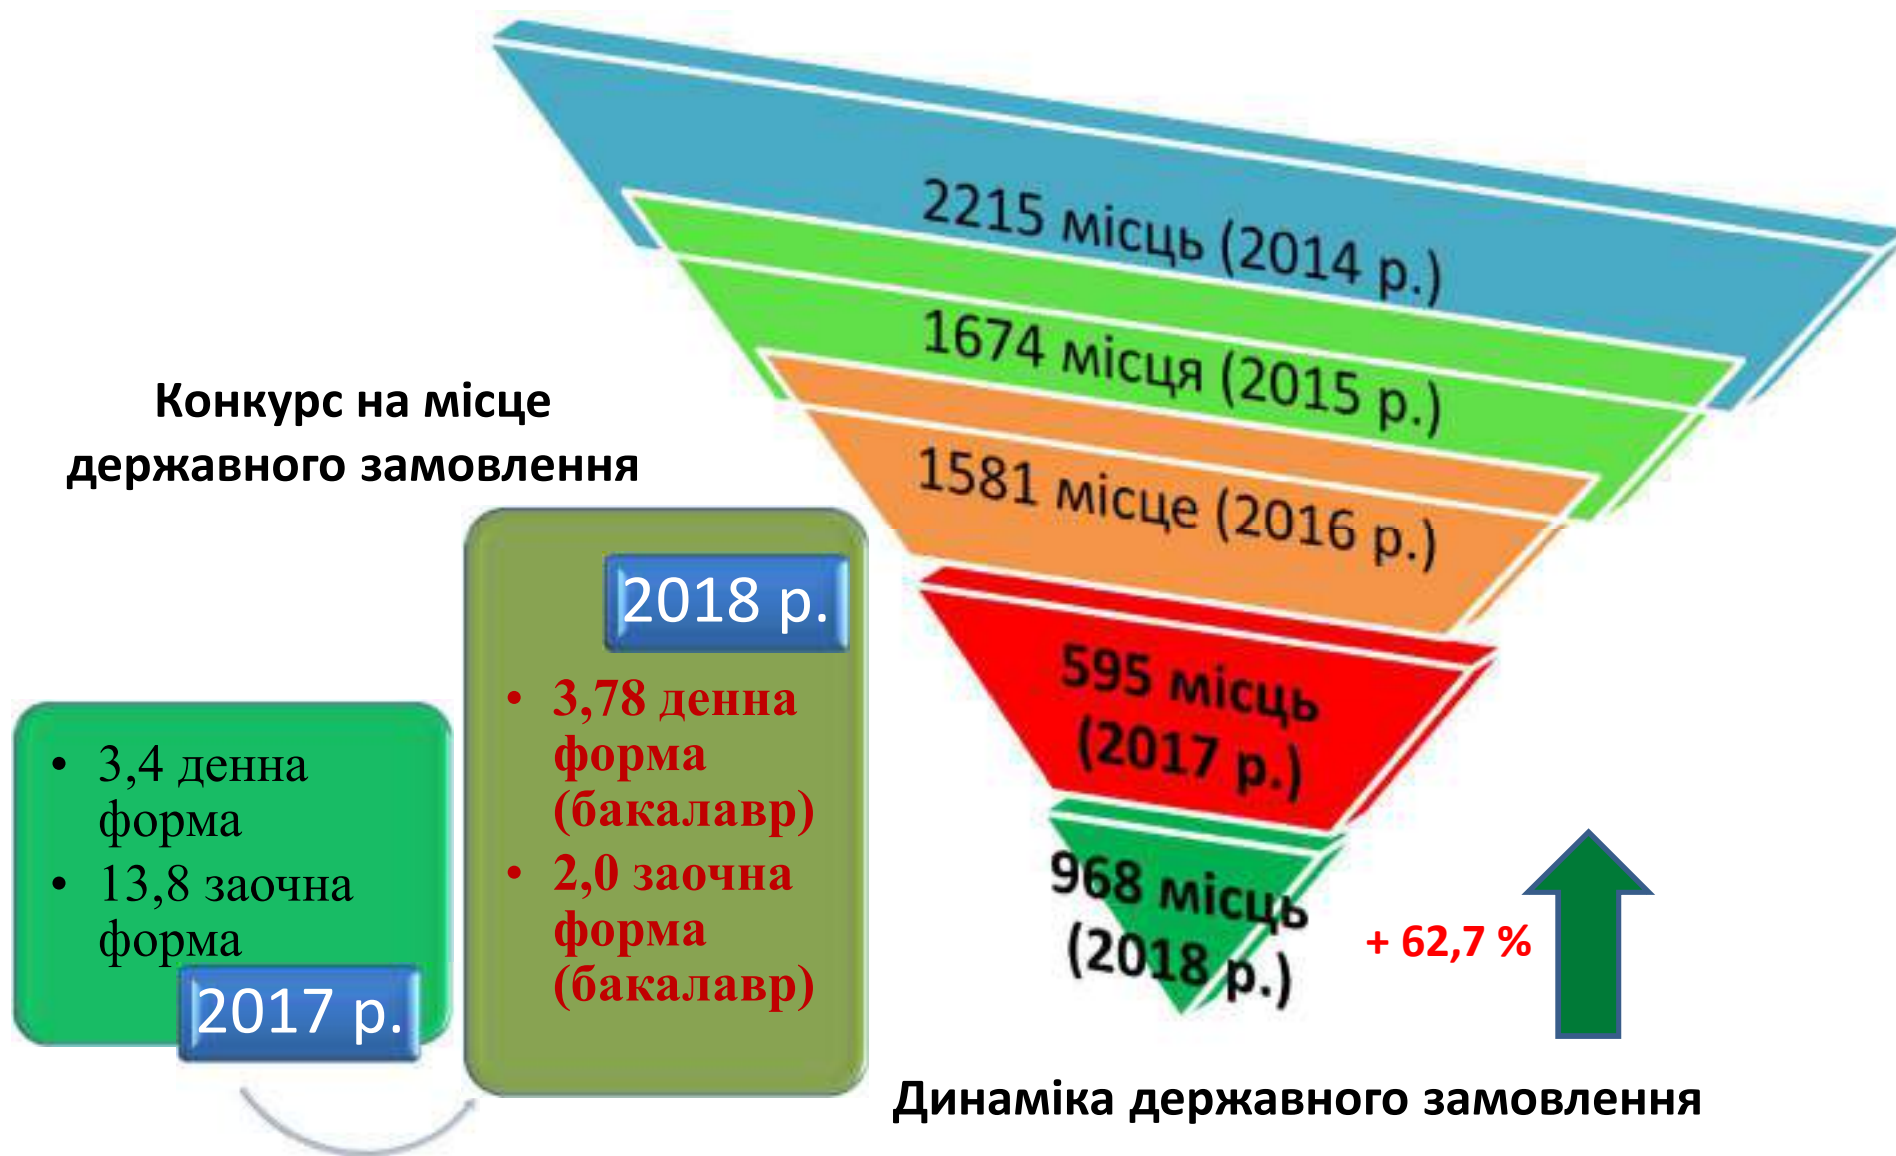 Конкурс на місце
державного замовлення
2018 р.
• 3,78 денна
форма
(бакалавр)
• 2,0 заочна
форма
(бакалавр)
• 3,4 денна
форма
• 13,8 заочна
форма
2017 р.
2215 місць (2014 р.)
1674 місця (2015 р.)
1581 місце (2016 р.)
595 місць
(2017 р.)
968 місць
(2018 р.)
+ 62,7 %
Динаміка державного замовлення